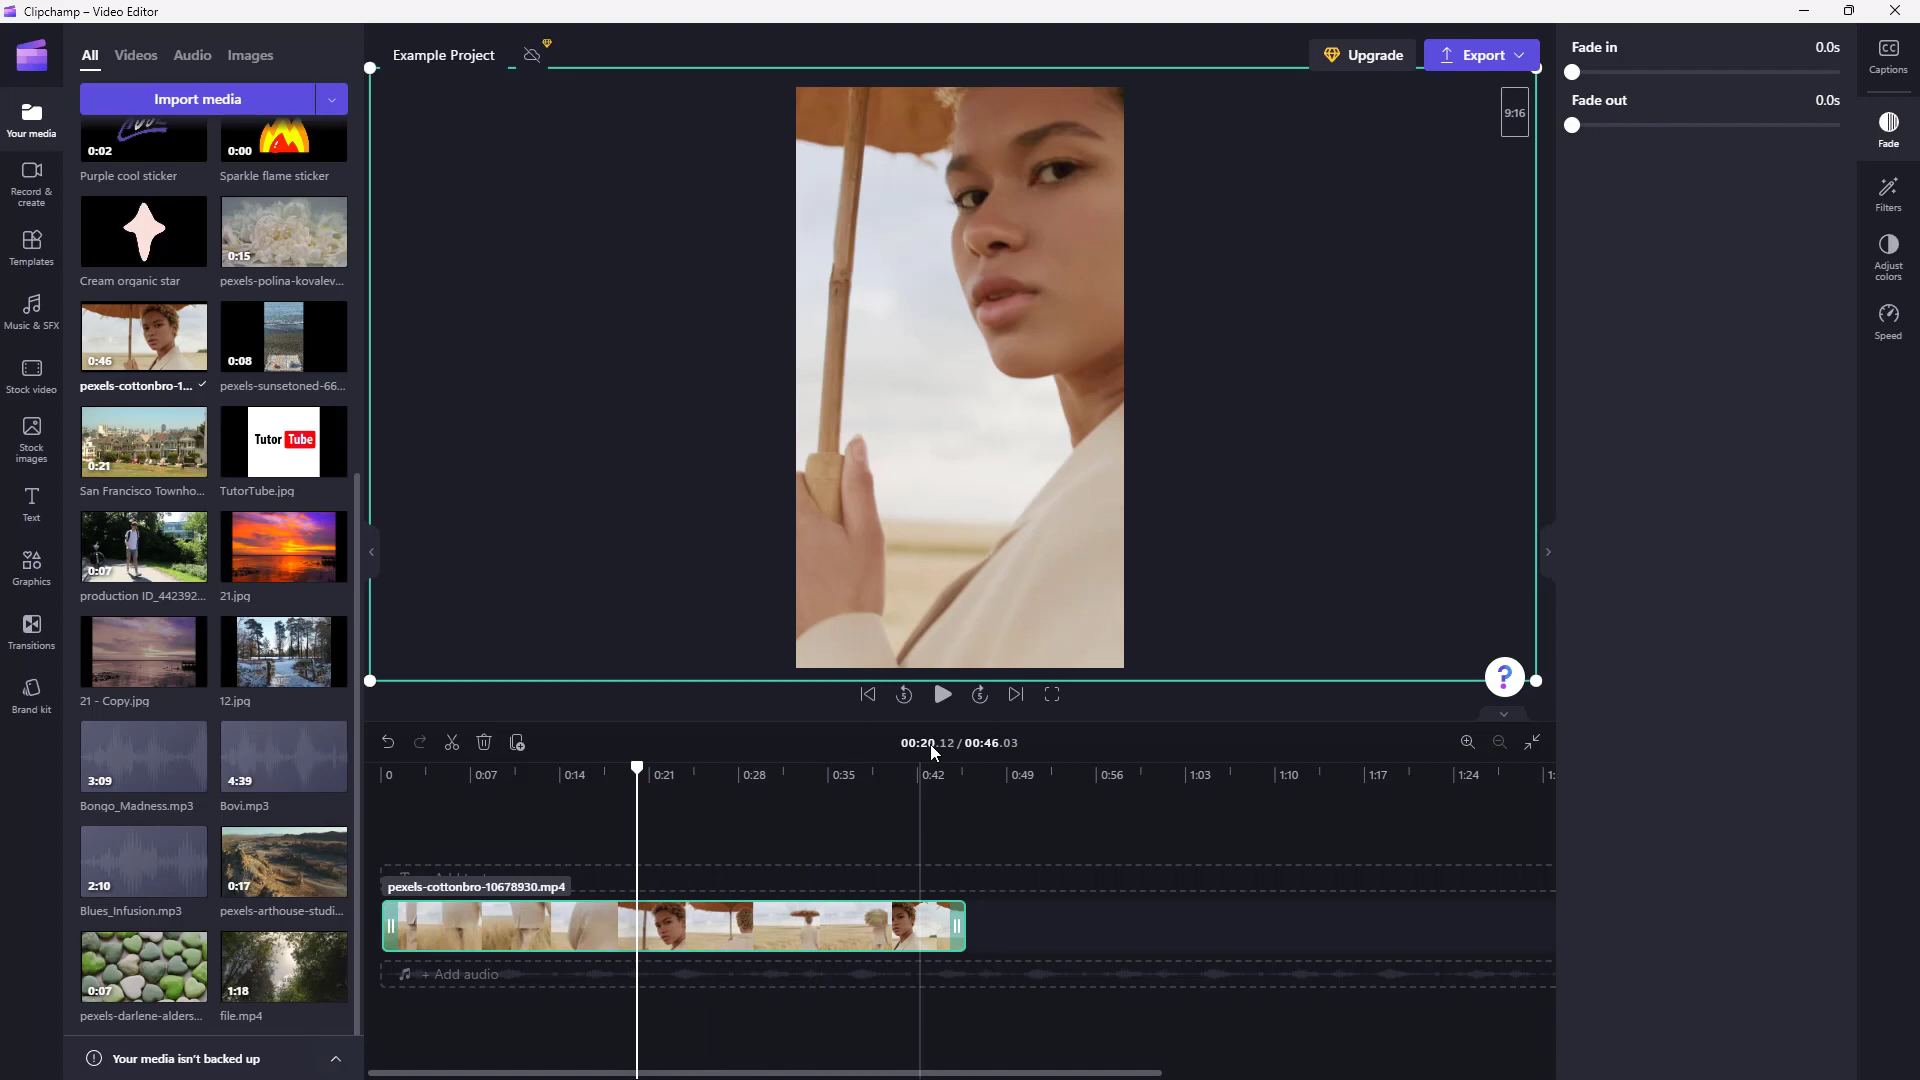 Clipchamp – Video Editor
All Videos Audio Images
Import media
Your media
Record & create
Templates
Music & SFX
Stock video
Stock images
Text
Graphics
Transitions
Brand kit
0:02
Purple cool sticker
0:00
Sparkle flame sticker
Cream organic star
0:15
pexels-polina-kovalev...
0:46
pexels-cottonbro-1...
0:08
pexels-sunsetoned-66...
0:21
San Francisco Townho...
Tutor Tube
TutorTube.jpg
0:07
production ID_442392...
21.jpg
21 - Copy.jpg
12.jpg
3:09
Bongo_Madness.mp3
4:39
Bovi.mp3
2:10
Blues_Infusion.mp3
0:17
pexels-arthouse-studi...
0:07
pexels-darlene-alders...
1:18
file.mp4
Your media isn't backed up
Example Project
Upgrade
Export
9:16
?
00:20.12 / 00:46.03
0 0:07 0:14 0:21 0:28 0:35 0:42 0:49 0:56 1:03 1:10 1:17 1:24
pexels-cottonbro-10678930.mp4
+ Add audio
Fade in 0.0s
Fade out 0.0s
CC
Captions
Fade
Filters
Adjust colors
Speed